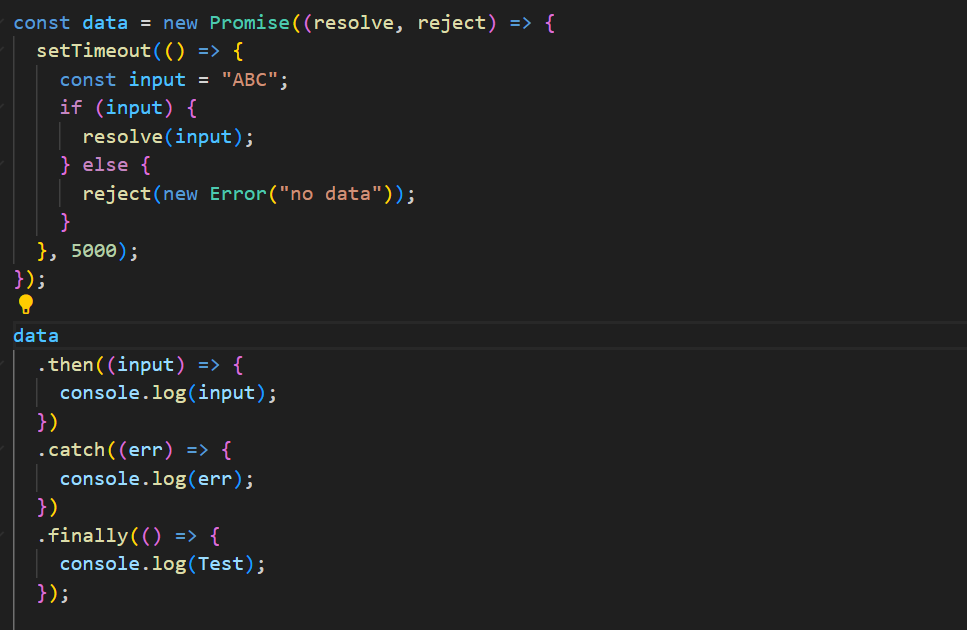 const data = new Promise((resolve, reject) => {
  setTimeout(() => {
    const input = "ABC";
    if (input) {
      resolve(input);
    } else {
      reject(new Error("no data"));
    }
  }, 5000);
});
data
  .then((input) => {
    console.log(input);
  })
  .catch((err) => {
    console.log(err);
  })
  .finally(() => {
    console.log(Test);
  });